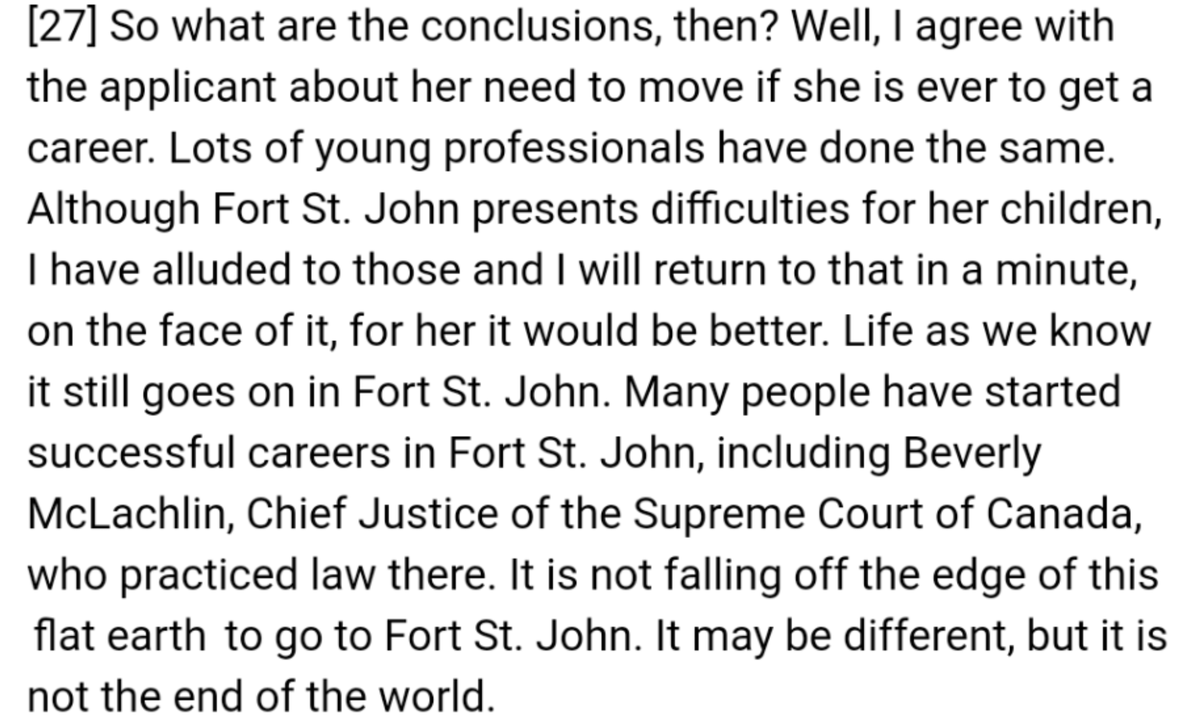 [27] So what are the conclusions, then? Well, I agree with
the applicant about her need to move if she is ever to get a
career. Lots of young professionals have done the same.
Although Fort St. John presents difficulties for her children,
I have alluded to those and I will return to that in a minute,
on the face of it, for her it would be better. Life as we know
it still goes on in Fort St. John. Many people have started
successful careers in Fort St. John, including Beverly
McLachlin, Chief Justice of the Supreme Court of Canada,
who practiced law there. It is not falling off the edge of this
flat earth to go to Fort St. John. It may be different, but it is
not the end of the world.